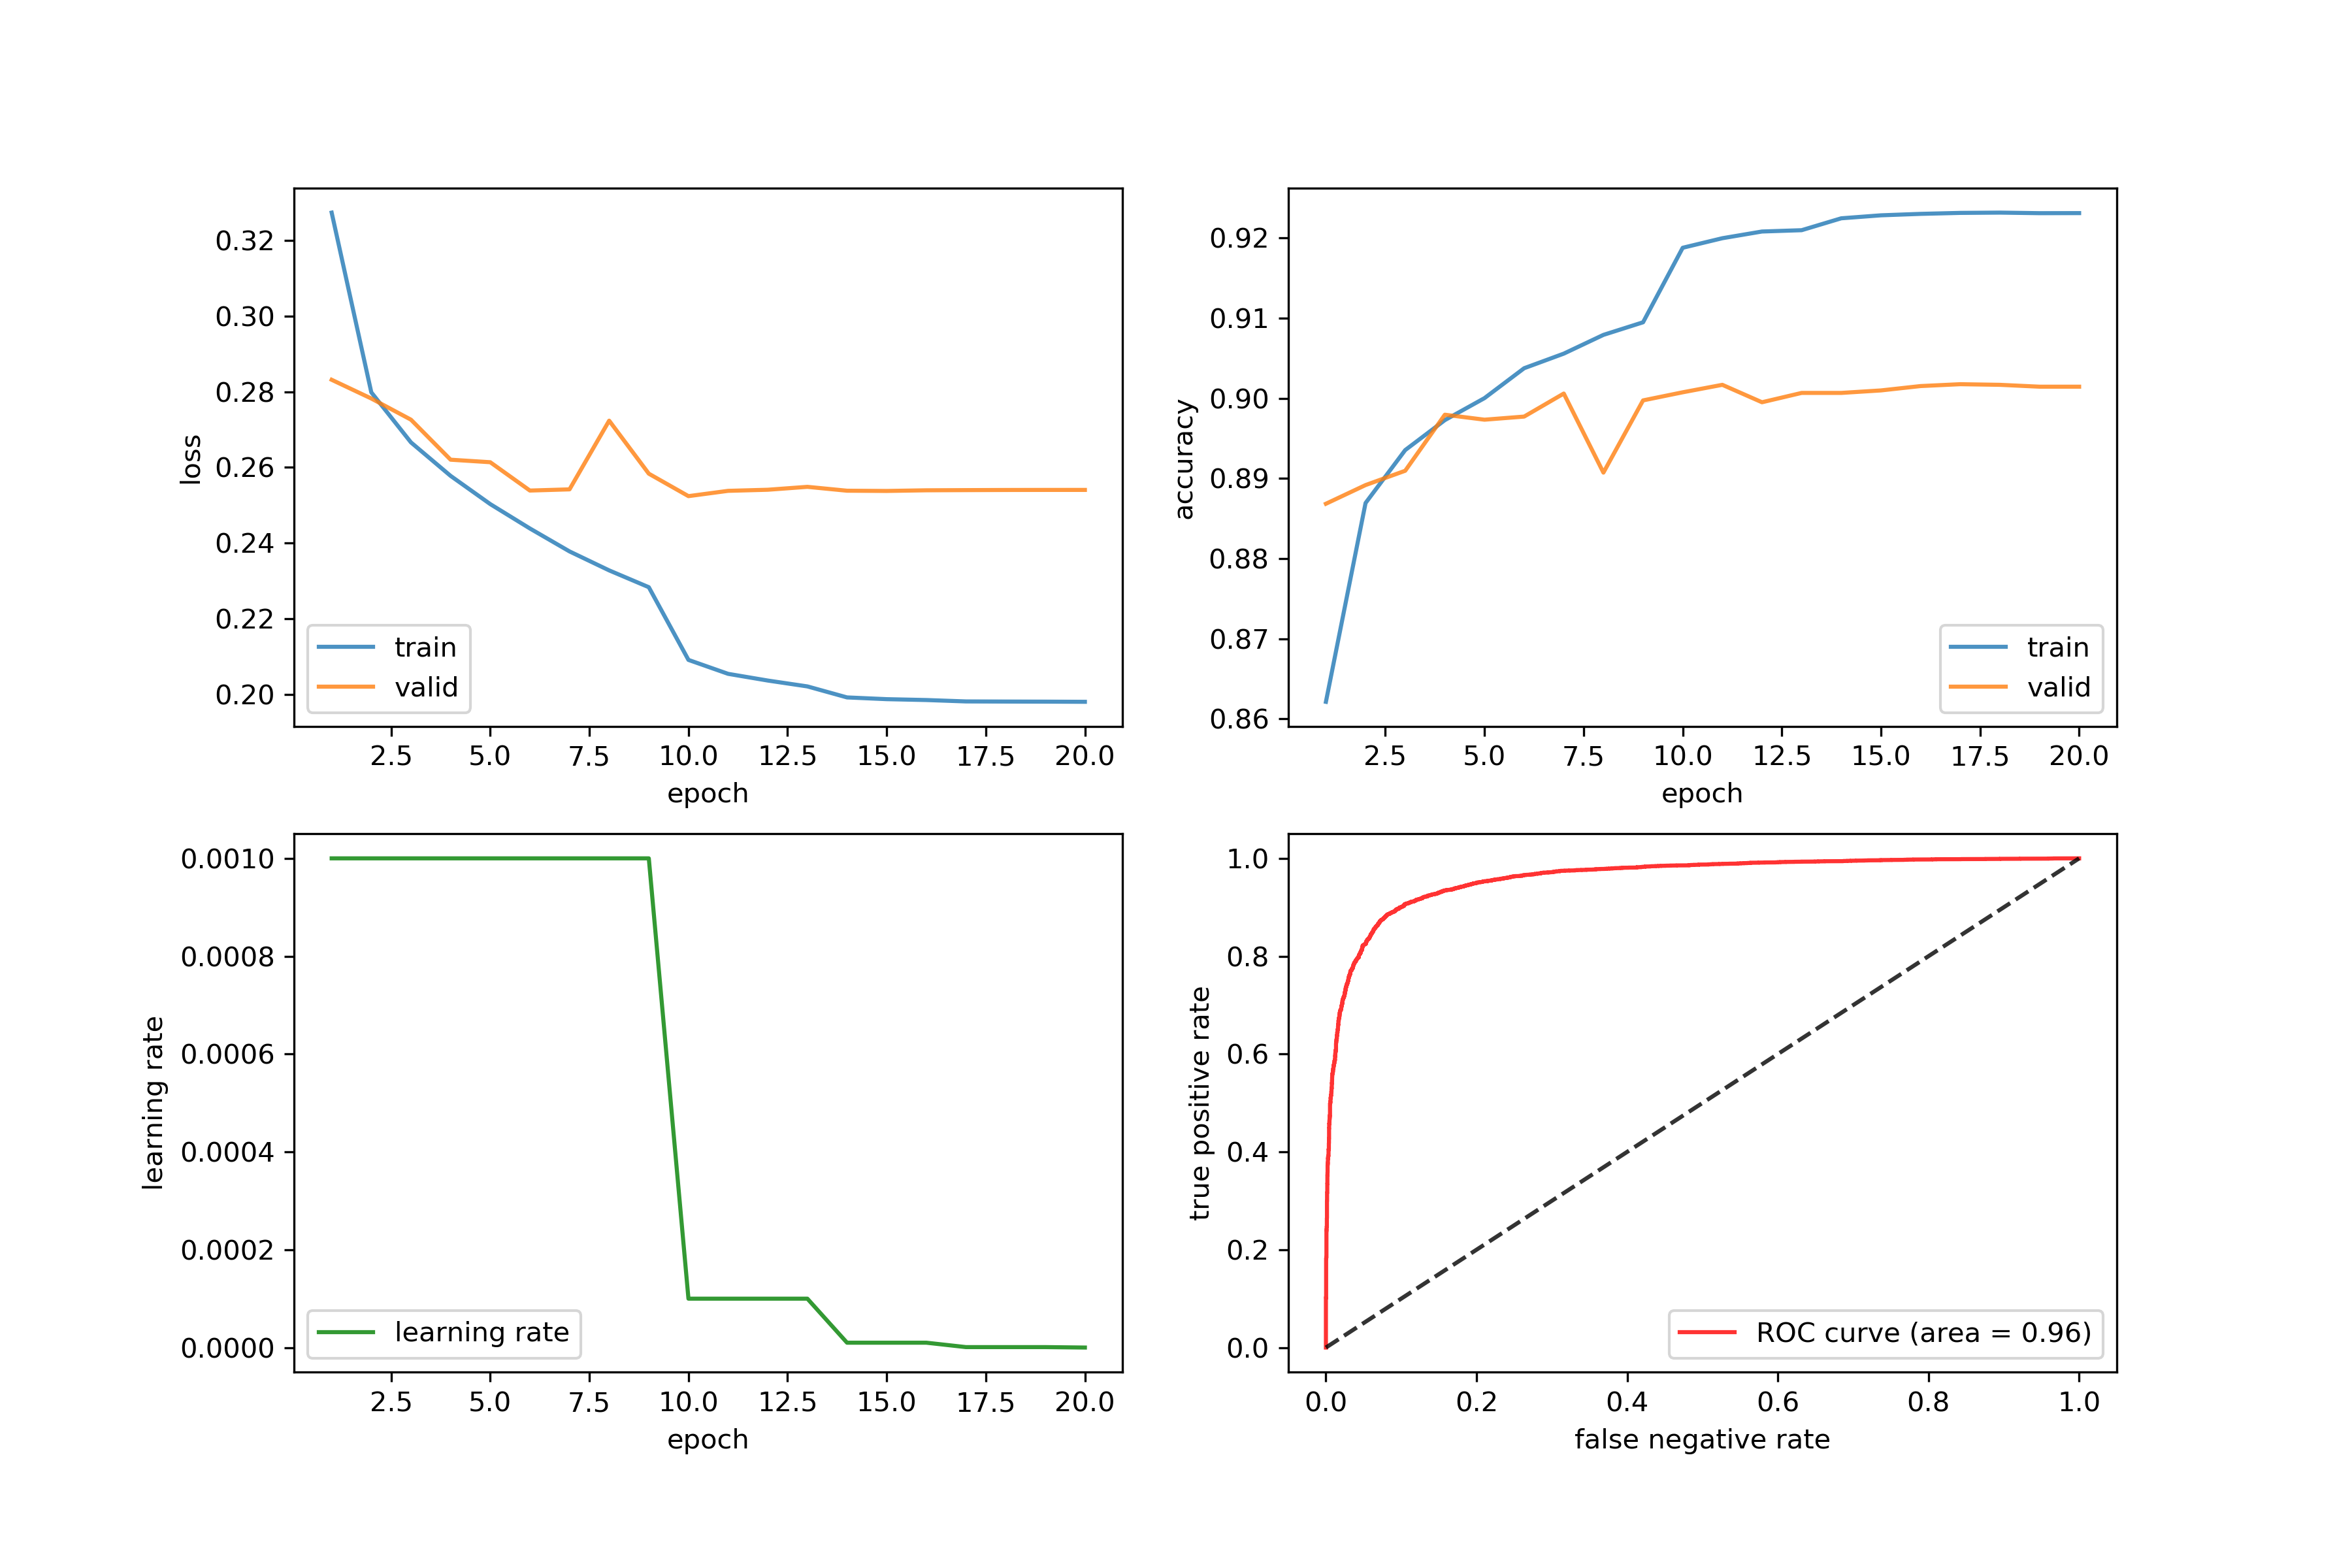 0.32
0.30
0.28
0.26
0.24
0.22
0.20
loss
train
valid
2.5 5.0 7.5 10.0 12.5 15.0 17.5 20.0
epoch
0.92
0.91
0.90
0.89
0.88
0.87
0.86
accuracy
train
valid
2.5 5.0 7.5 10.0 12.5 15.0 17.5 20.0
epoch
0.0010
0.0008
0.0006
0.0004
0.0002
0.0000
learning rate
learning rate
2.5 5.0 7.5 10.0 12.5 15.0 17.5 20.0
epoch
1.0
0.8
0.6
0.4
0.2
0.0
true positive rate
ROC curve (area = 0.96)
0.0 0.2 0.4 0.6 0.8 1.0
false negative rate